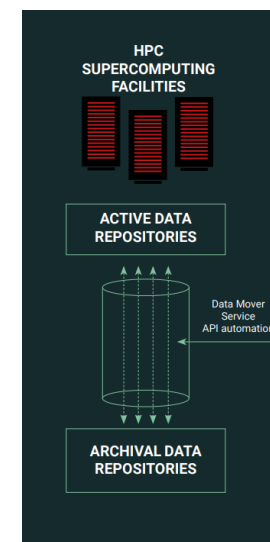 HPC
SUPERCOMPUTING
FACILITIES
ACTIVE DATA
REPOSITORIES
Data Mover
Service
API automation
ARCHIVAL DATA
REPOSITORIES